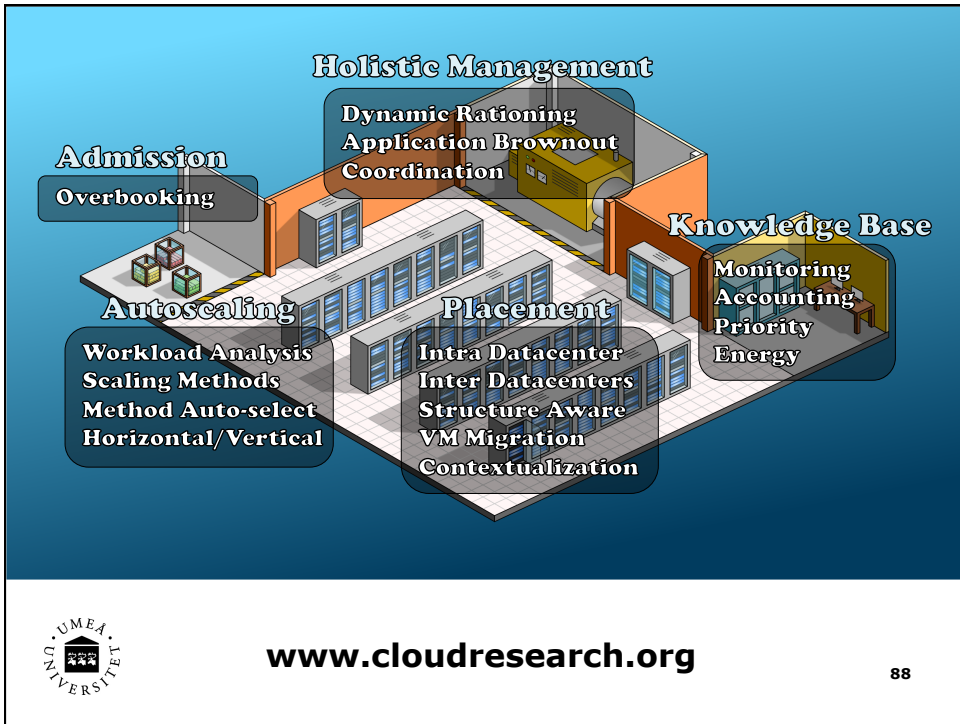 Holistic Management
Dynamic Rationing
Application Brownout
Coordination
Admission
Overbooking
Knowledge Base
Monitoring
Accounting
Priority
Energy
Autoscaling
Workload Analysis
Scaling Methods
Method Auto-select
Horizontal/Vertical
Placement
Intra Datacenter
Inter Datacenters
Structure Aware
VM Migration
Contextualization
UMEÅ UNIVERSITET
www.cloudresearch.org
88